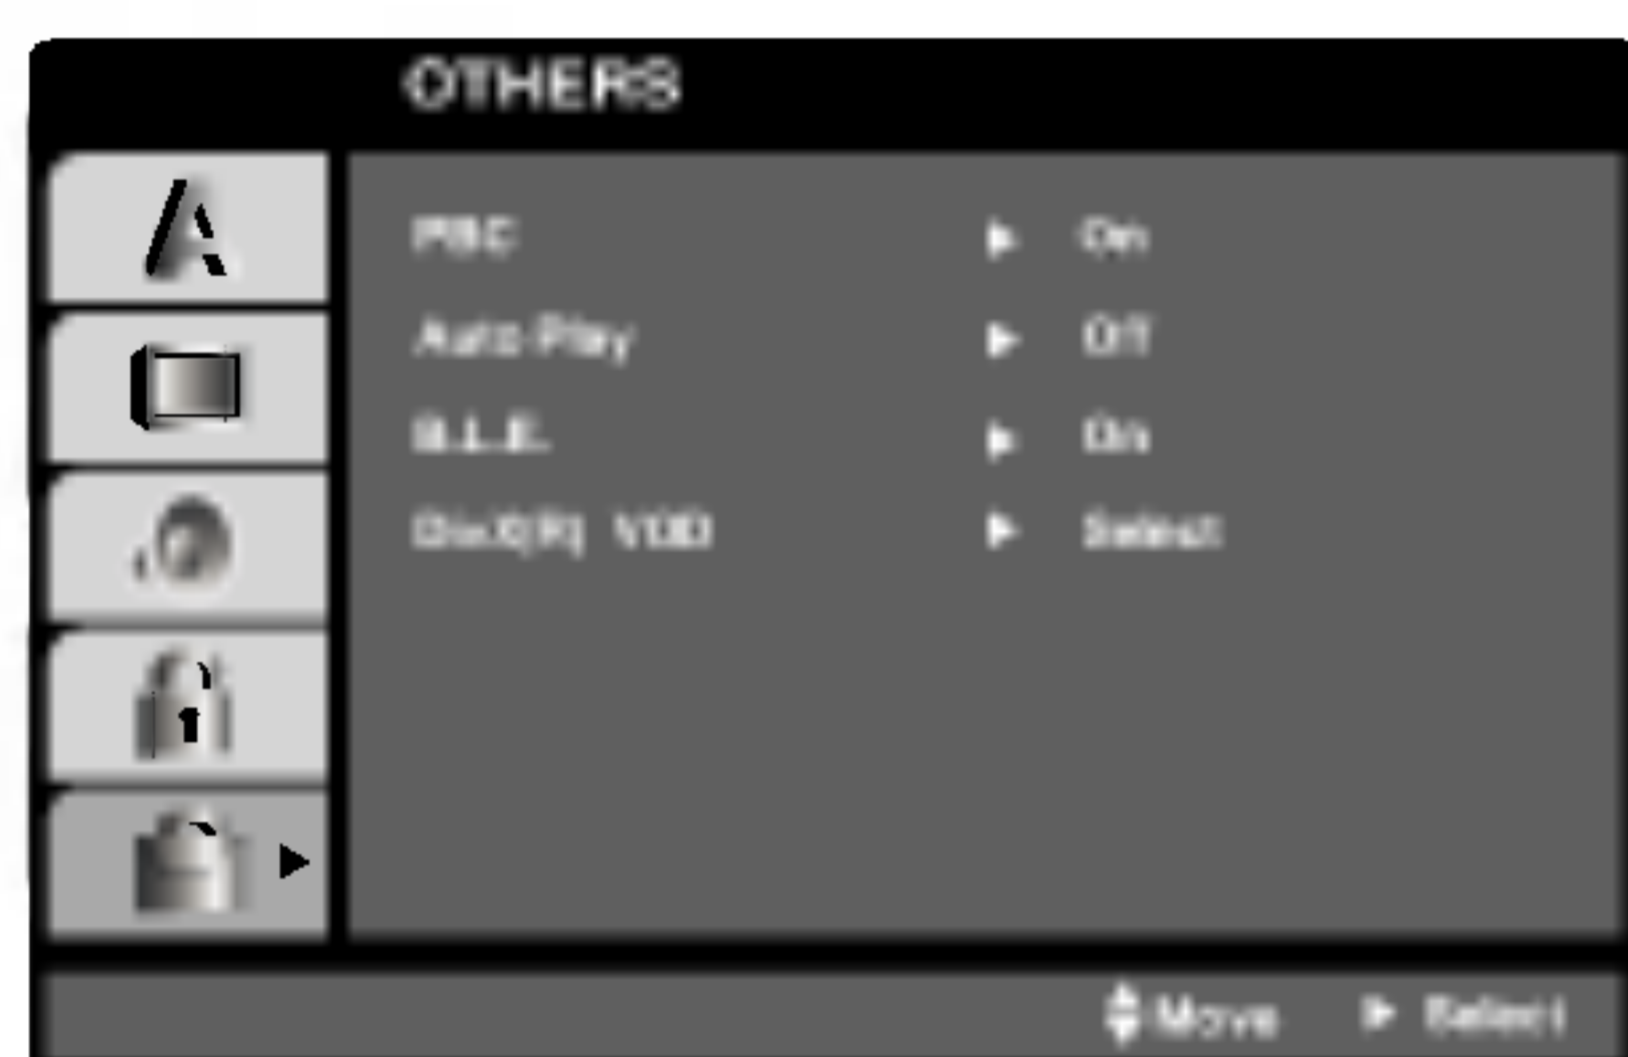 OTHERS
PBC ► On
Auto Play ► Off
B.L.E. ► On
DivX(R) VOD ► Select
Move ► Select